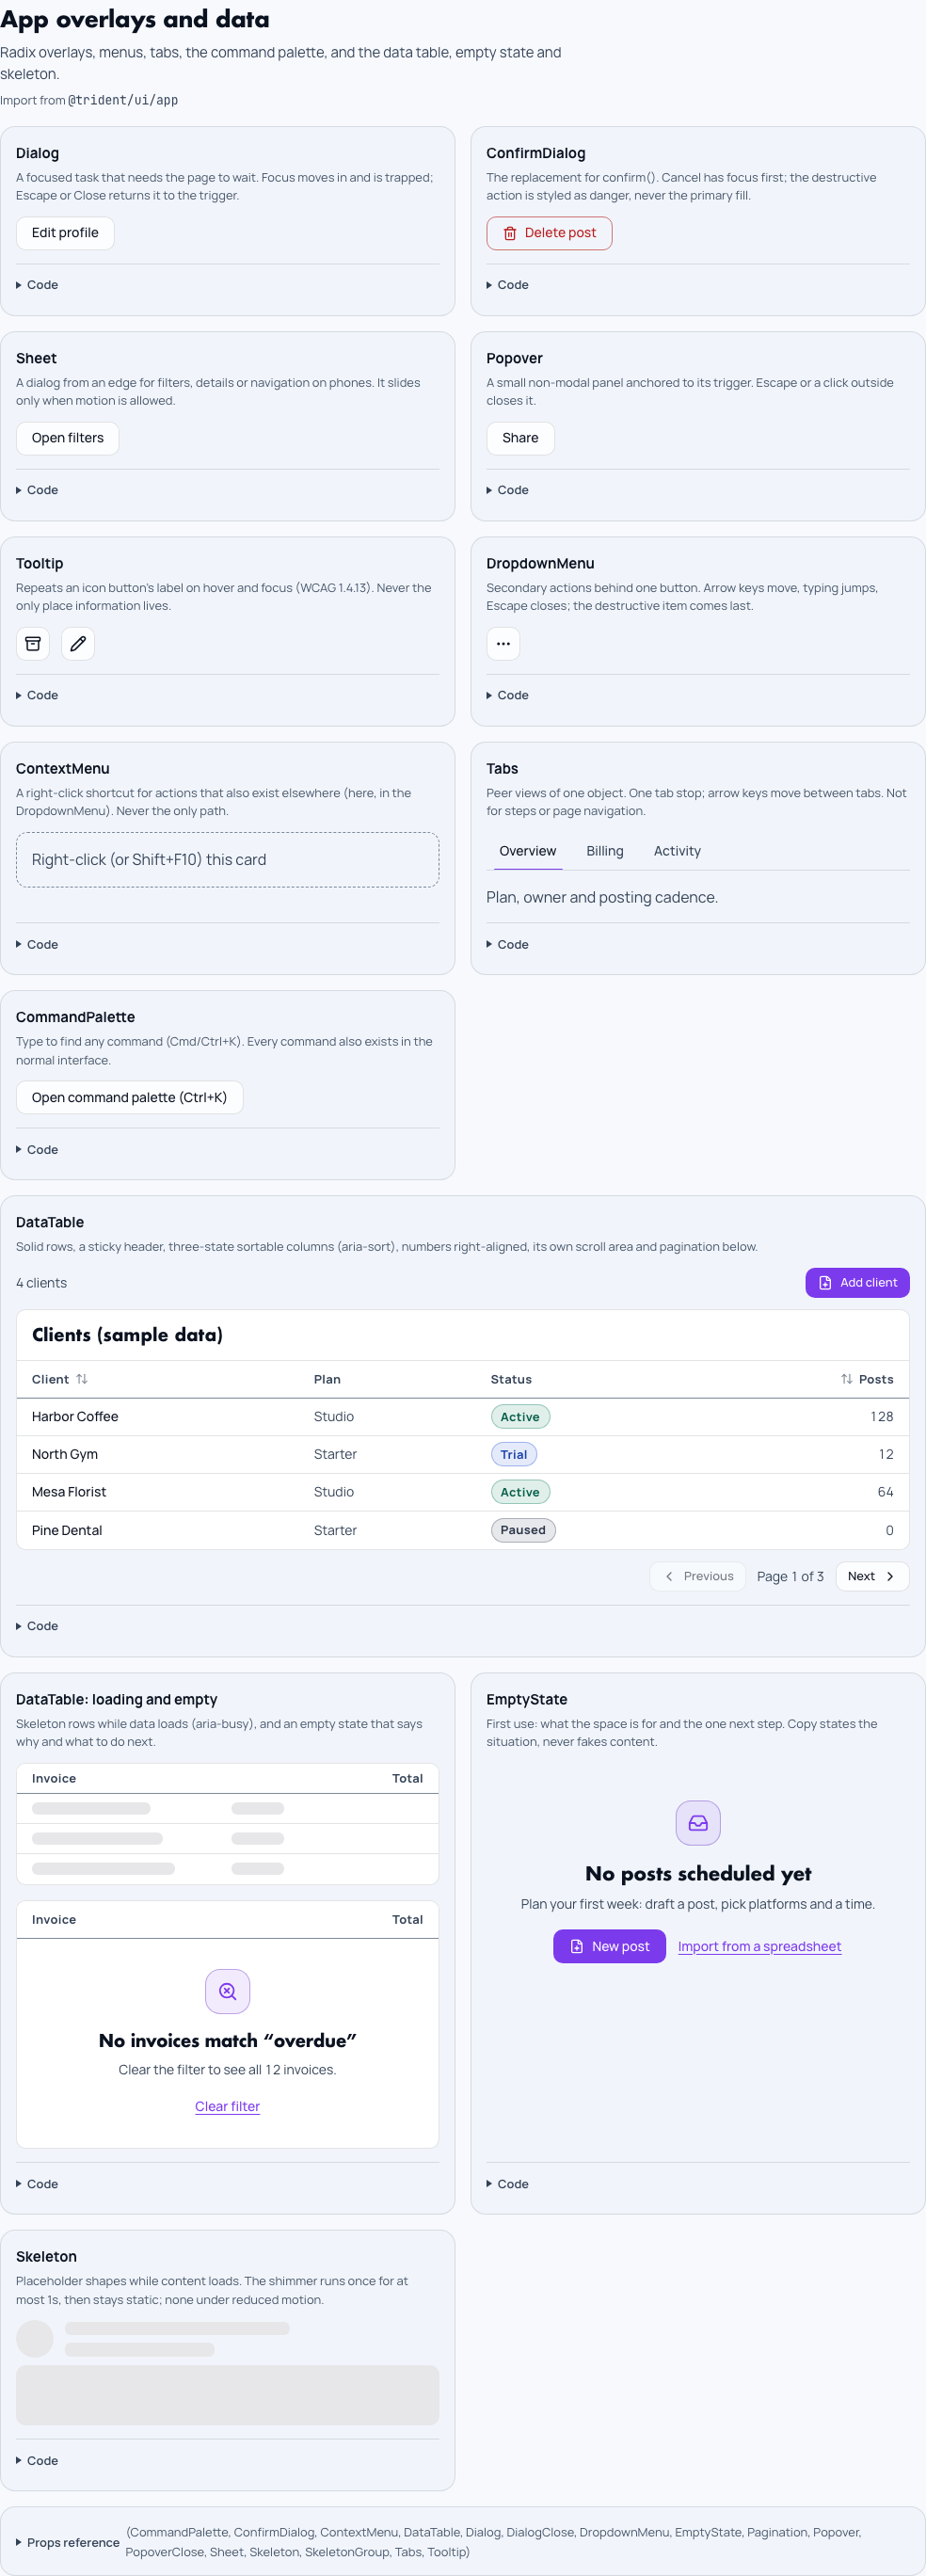 App overlays and data
Radix overlays, menus, tabs, the command palette, and the data table, empty state and
skeleton.
Import from @trident/ui/app
Dialog
A focused task that needs the page to wait. Focus moves in and is trapped;
Escape or Close returns it to the trigger.
Edit profile
Code
ConfirmDialog
The replacement for confirm(). Cancel has focus first; the destructive
action is styled as danger, never the primary fill.
Delete post
Code
Sheet
A dialog from an edge for filters, details or navigation on phones. It slides
only when motion is allowed.
Open filters
Code
Popover
A small non-modal panel anchored to its trigger. Escape or a click outside
closes it.
Share
Code
Tooltip
Repeats an icon button's label on hover and focus (WCAG 1.4.13). Never the
only place information lives.
Code
DropdownMenu
Secondary actions behind one button. Arrow keys move, typing jumps,
Escape closes; the destructive item comes last.
Code
ContextMenu
A right-click shortcut for actions that also exist elsewhere (here, in the
DropdownMenu). Never the only path.
Right-click (or Shift+F10) this card
Code
Tabs
Peer views of one object. One tab stop; arrow keys move between tabs. Not
for steps or page navigation.
Overview Billing Activity
Plan, owner and posting cadence.
Code
CommandPalette
Type to find any command (Cmd/Ctrl+K). Every command also exists in the
normal interface.
Open command palette (Ctrl+K)
Code
DataTable
Solid rows, a sticky header, three-state sortable columns (aria-sort), numbers right-aligned, its own scroll area and pagination below.
4 clients Add client
Clients (sample data)
Client Plan Status Posts
Harbor Coffee Studio Active 128
North Gym Starter Trial 12
Mesa Florist Studio Active 64
Pine Dental Starter Paused 0
Previous Page 1 of 3 Next
Code
DataTable: loading and empty
Skeleton rows while data loads (aria-busy), and an empty state that says
why and what to do next.
Invoice Total
Invoice Total
No invoices match “overdue”
Clear the filter to see all 12 invoices.
Clear filter
Code
EmptyState
First use: what the space is for and the one next step. Copy states the
situation, never fakes content.
No posts scheduled yet
Plan your first week: draft a post, pick platforms and a time.
New post Import from a spreadsheet
Code
Skeleton
Placeholder shapes while content loads. The shimmer runs once for at
most 1s, then stays static; none under reduced motion.
Code
Props reference (CommandPalette, ConfirmDialog, ContextMenu, DataTable, Dialog, DialogClose, DropdownMenu, EmptyState, Pagination, Popover,
PopoverClose, Sheet, Skeleton, SkeletonGroup, Tabs, Tooltip)